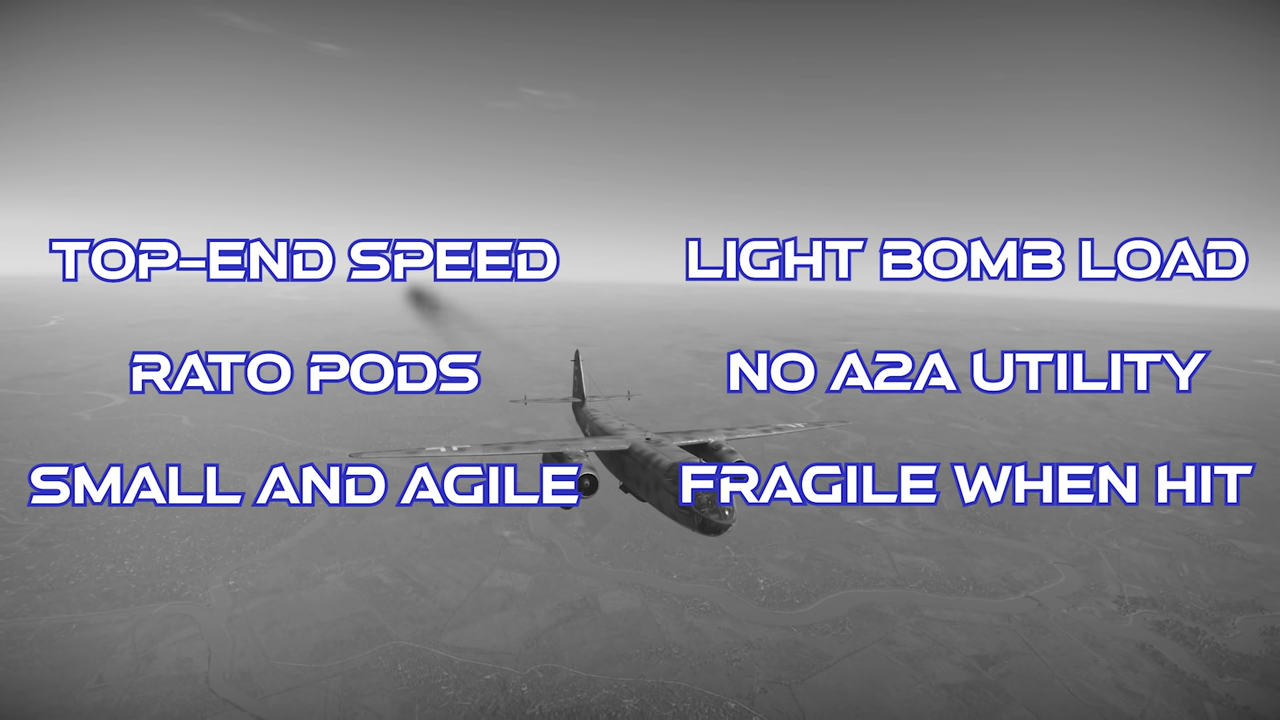 TOP-END SPEED
RATO PODS
SMALL AND AGILE
LIGHT BOMB LOAD
NO A2A UTILITY
FRAGILE WHEN HIT